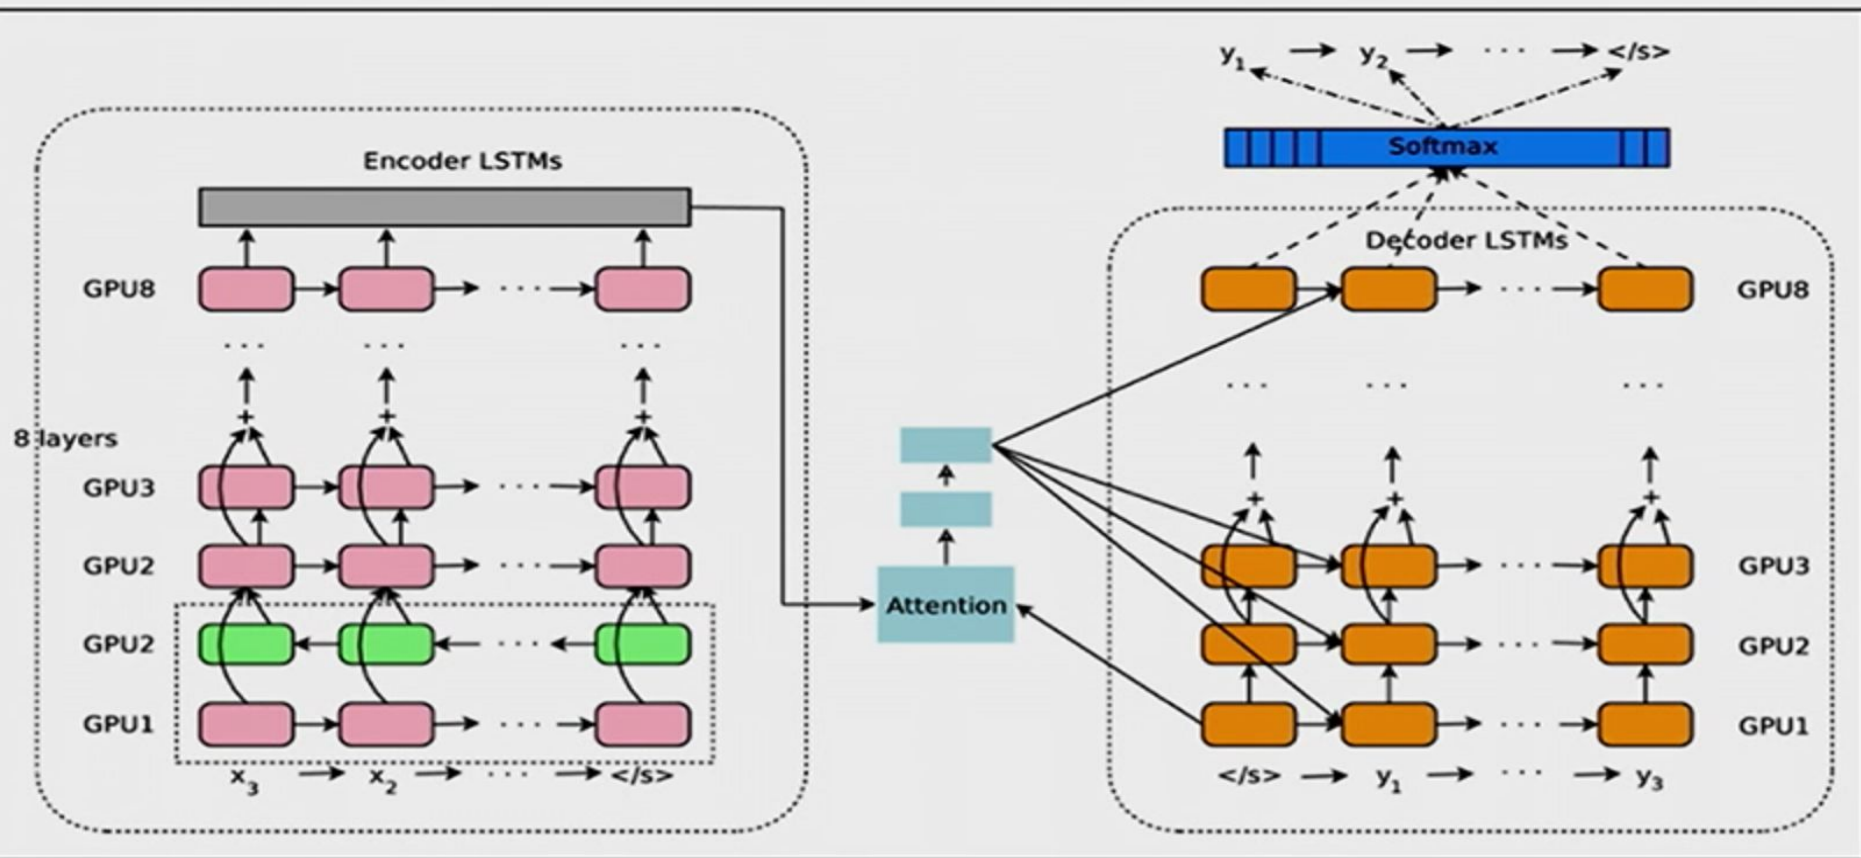 y1 → y2 → ... → </s>
Softmax
Encoder LSTMs
Decoder LSTMs
GPU8
GPU8
... ... ...
... ... ...
+ + +
8 layers
GPU3
+ + +
GPU2
GPU3
Attention
GPU2
GPU2
GPU1
GPU1
x3 → x2 → ... → </s>
</s> → y1 → ... → y3